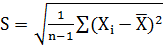 S = √(1/(n−1) ∑(Xᵢ − X̅)²)